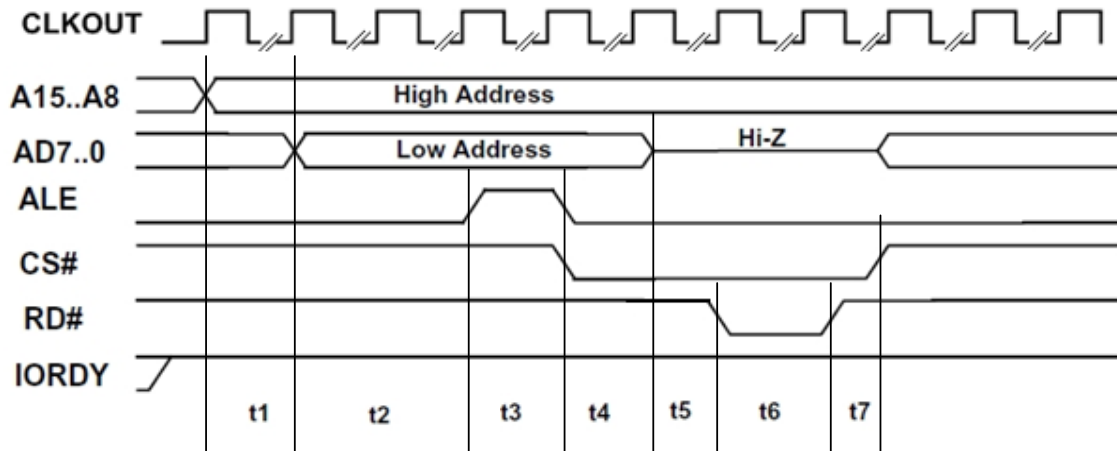 CLKOUT
A15..A8 High Address
AD7..0 Low Address Hi-Z
ALE
CS#
RD#
IORDY
t1 t2 t3 t4 t5 t6 t7